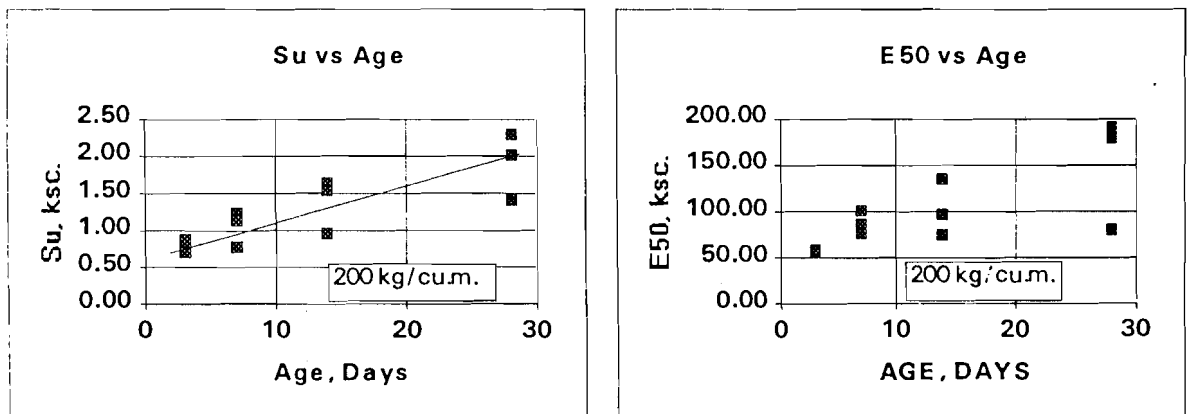 Su vs Age
2.50
2.00
1.50
1.00
0.50
0.00
Su, ksc.
200 kg/cu.m.
0 10 20 30
Age, Days
E50 vs Age
200.00
150.00
100.00
50.00
0.00
E50, ksc.
200 kg/cu.m.
0 10 20 30
AGE, DAYS